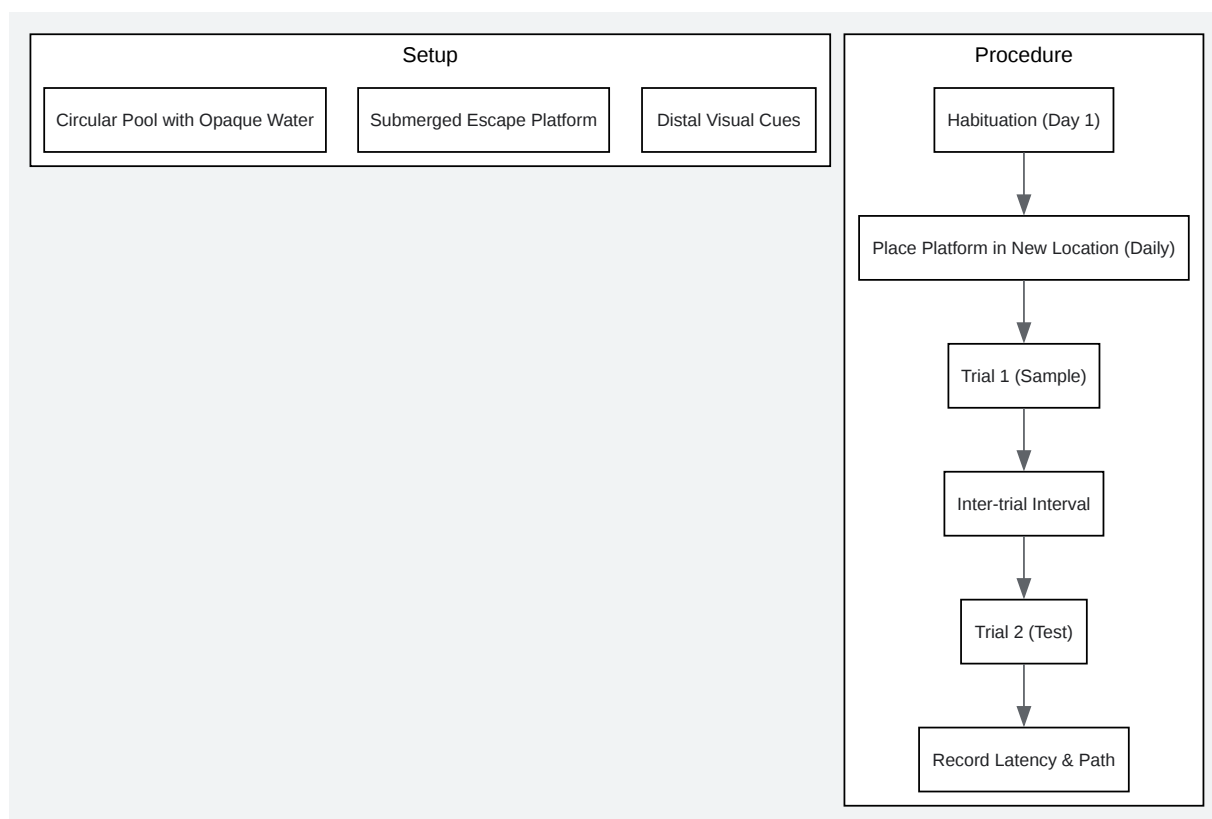 Setup
Circular Pool with Opaque Water
Submerged Escape Platform
Distal Visual Cues
Procedure
Habituation (Day 1)
Place Platform in New Location (Daily)
Trial 1 (Sample)
Inter-trial Interval
Trial 2 (Test)
Record Latency & Path